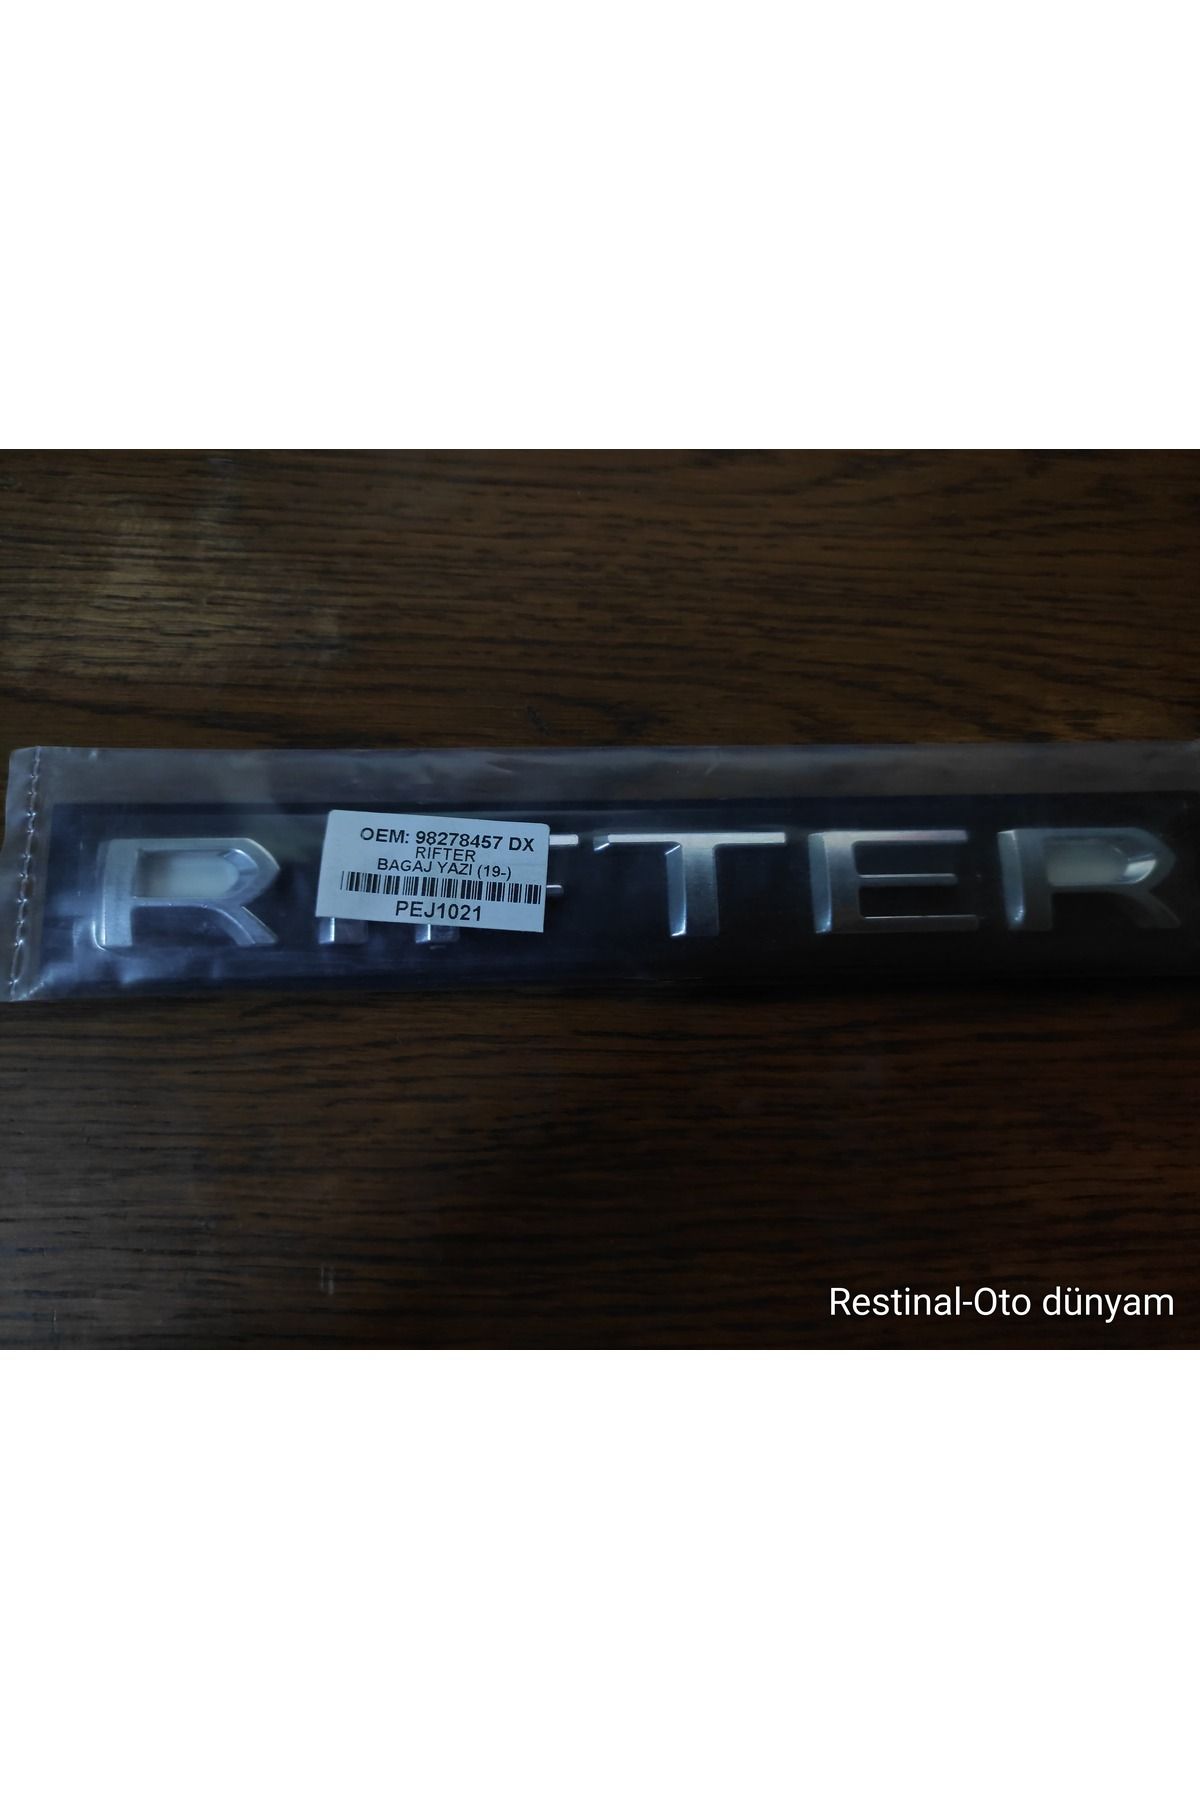 RIFTER
OEM: 98278457 DX
RIFTER
BAGAJ YAZI (19-)
PEJ1021
Restinal-Oto dünyam